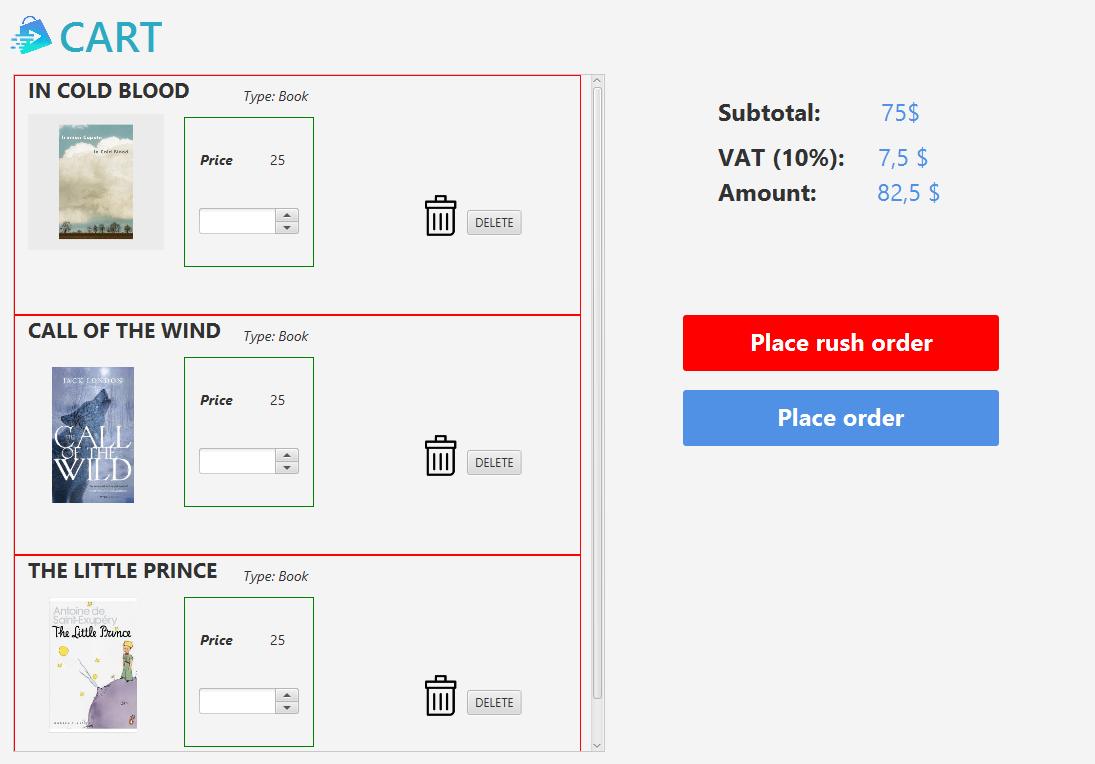 CART
IN COLD BLOOD
Type: Book
Truman Capote
In Cold Blood
Price 25
DELETE
CALL OF THE WIND
Type: Book
JACK LONDON
THE
CALL
OF THE
WILD
Price 25
DELETE
THE LITTLE PRINCE
Type: Book
Antoine de
Saint-Exupéry
The Little Prince
Price 25
DELETE
Subtotal: 75$
VAT (10%): 7,5 $
Amount: 82,5 $
Place rush order
Place order